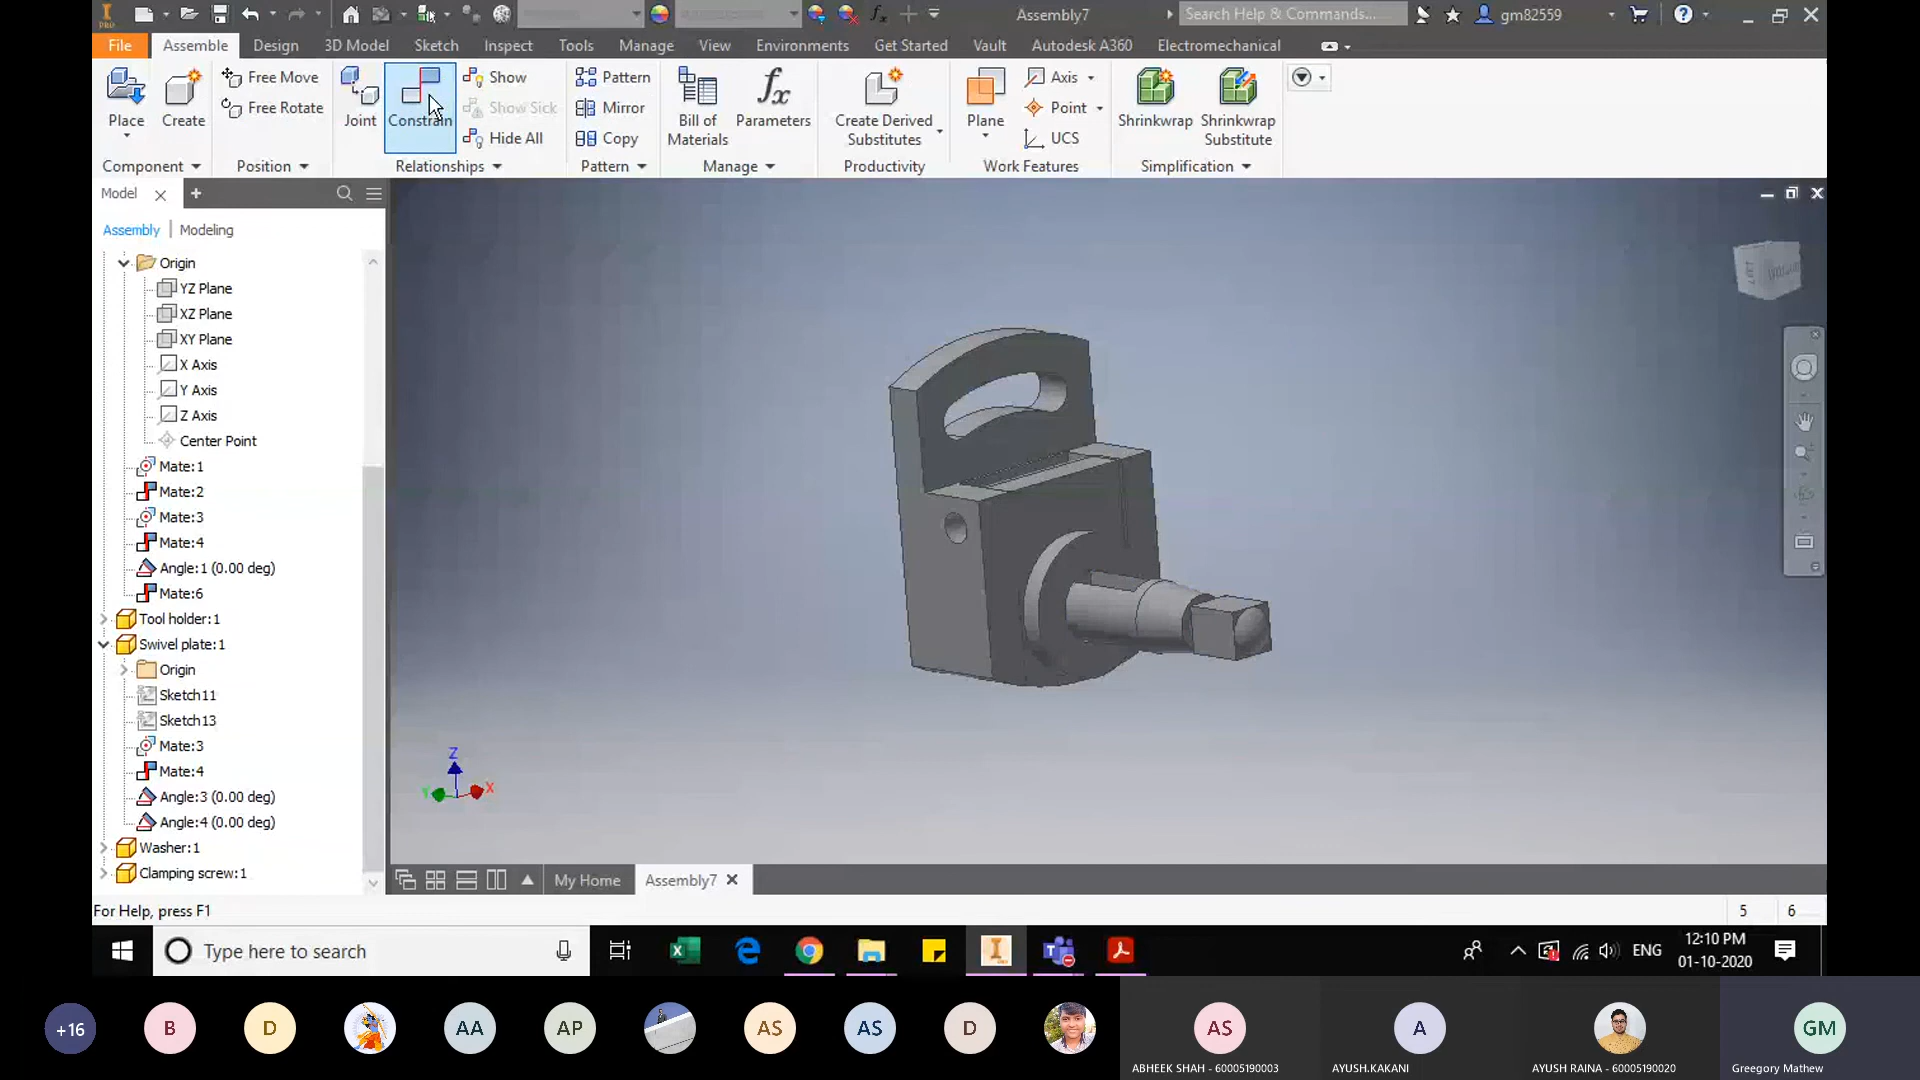 PRO
Assembly7
Search Help & Commands...
gm82559
File
Assemble
Design
3D Model
Sketch
Inspect
Tools
Manage
View
Environments
Get Started
Vault
Autodesk A360
Electromechanical
Place
Create
Free Move
Free Rotate
Joint
Constrain
Show
Show Sick
Hide All
Pattern
Mirror
Copy
Bill of
Materials
fx
Parameters
Create Derived
Substitutes
Plane
Axis
Point
UCS
Shrinkwrap
Shrinkwrap
Substitute
Component
Position
Relationships
Pattern
Manage
Productivity
Work Features
Simplification
Model
Assembly
Modeling
Origin
YZ Plane
XZ Plane
XY Plane
X Axis
Y Axis
Z Axis
Center Point
Mate:1
Mate:2
Mate:3
Mate:4
Angle:1 (0.00 deg)
Mate:6
Tool holder:1
Swivel plate:1
Origin
Sketch11
Sketch13
Mate:3
Mate:4
Angle:3 (0.00 deg)
Angle:4 (0.00 deg)
Washer:1
Clamping screw:1
Z
Y
X
My Home
Assembly7
For Help, press F1
5
6
Type here to search
ENG
12:10 PM
01-10-2020
+16
B
D
AA
AP
AS
AS
D
AS
A
GM
ABHEEK SHAH - 60005190003
AYUSH.KAKANI
AYUSH RAINA - 60005190020
Greegory Mathew